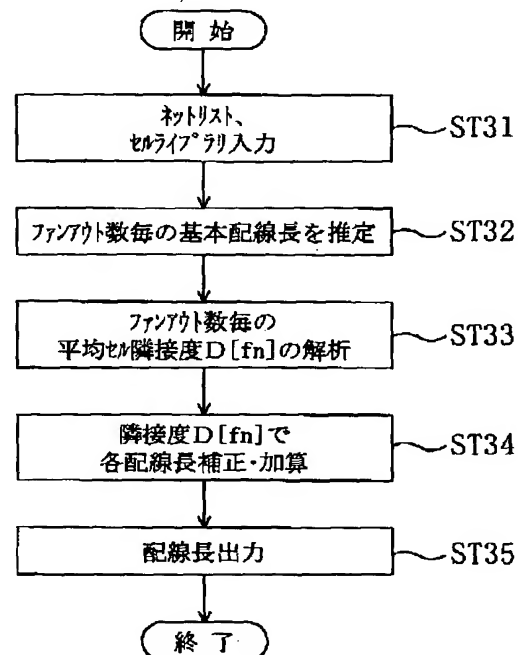 開 始
ネットリスト、
セルライブラリ入力
ST31
ファンアウト数毎の基本配線長を推定
ST32
ファンアウト数毎の
平均セル隣接度D[fn]の解析
ST33
隣接度D[fn]で
各配線長補正・加算
ST34
配線長出力
ST35
終 了